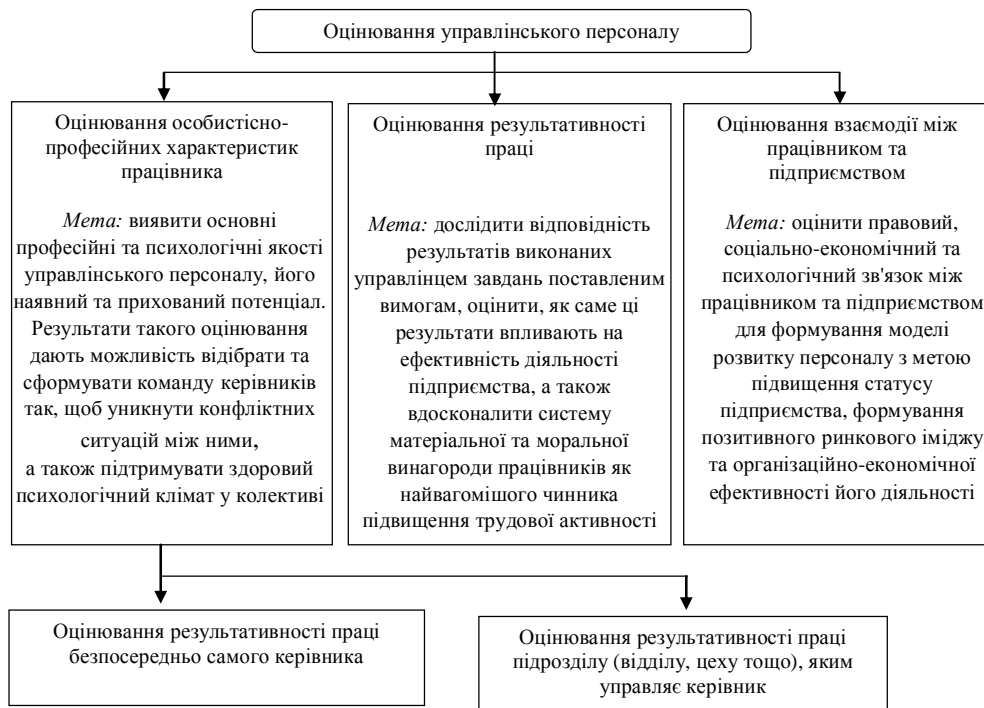 Оцінювання управлінського персоналу
Оцінювання особистісно-
професійних характеристик
працівника
Мета: виявити основні
професійні та психологічні якості
управлінського персоналу, його
наявний та прихований потенціал.
Результати такого оцінювання
дають можливість відібрати та
сформувати команду керівників
так, щоб уникнути конфліктних
ситуацій між ними,
а також підтримувати здоровий
психологічний клімат у колективі
Оцінювання результативності
праці
Мета: дослідити відповідність
результатів виконаних
управлінцем завдань поставленим
вимогам, оцінити, як саме ці
результати впливають на
ефективність діяльності
підприємства, а також
вдосконалити систему
матеріальної та моральної
винагороди працівників як
найвагомішого чинника
підвищення трудової активності
Оцінювання взаємодії між
працівником та
підприємством
Мета: оцінити правовий,
соціально-економічний та
психологічний зв'язок між
працівником та підприємством
для формування моделі
розвитку персоналу з метою
підвищення статусу
підприємства, формування
позитивного ринкового іміджу
та організаційно-економічної
ефективності його діяльності
Оцінювання результативності праці
безпосередньо самого керівника
Оцінювання результативності праці
підрозділу (відділу, цеху тощо), яким
управляє керівник